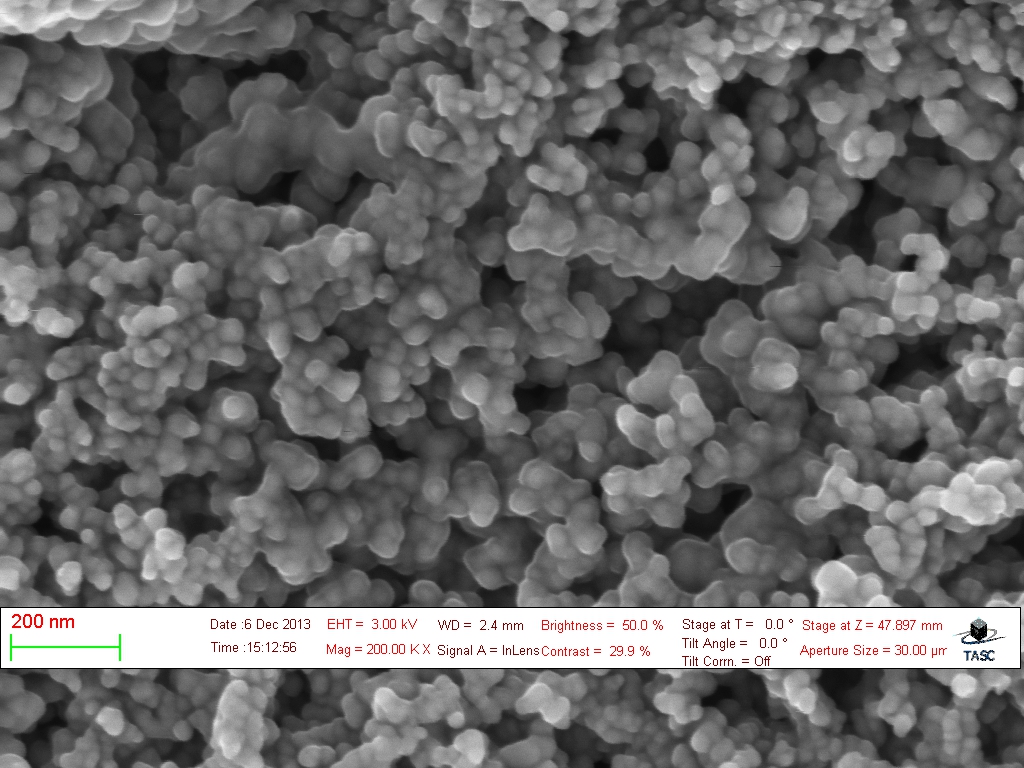 200 nm
Date :6 Dec 2013 EHT = 3.00 kV WD = 2.4 mm Brightness = 50.0 % Stage at T = 0.0 ° Stage at Z = 47.897 mm
Time :15:12:56 Mag = 200.00 K X Signal A = InLens Contrast = 29.9 % Tilt Angle = 0.0 ° Aperture Size = 30.00 µm
Tilt Corrn. = Off
TASC